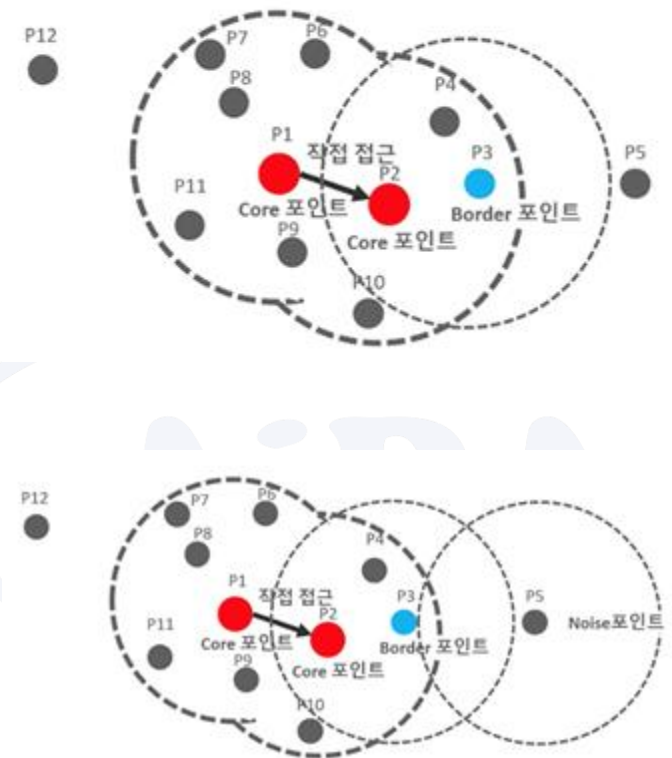 P12
P7
P6
P8
P4
P1
직접 접근
P3
P5
P2
P11
Core 포인트
Border 포인트
P9
Core 포인트
P10
P12
P7
P6
P8
P4
P1
직접 접근
P3
P5
P2
P11
Noise포인트
Core 포인트
Border 포인트
P9
Core 포인트
P10